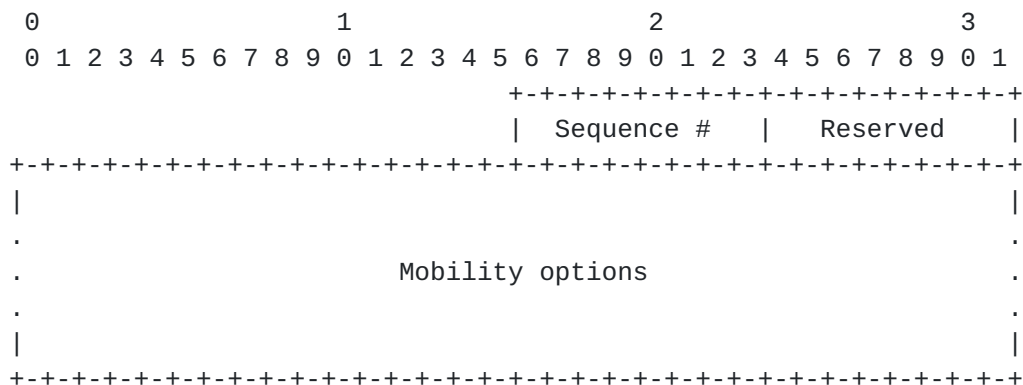 0                   1                   2                   3
 0 1 2 3 4 5 6 7 8 9 0 1 2 3 4 5 6 7 8 9 0 1 2 3 4 5 6 7 8 9 0 1
                                +-+-+-+-+-+-+-+-+-+-+-+-+-+-+-+-+
                                |  Sequence #   |   Reserved    |
+-+-+-+-+-+-+-+-+-+-+-+-+-+-+-+-+-+-+-+-+-+-+-+-+-+-+-+-+-+-+-+-+
|                                                               |
.                                                               .
.                        Mobility options                       .
.                                                               .
|                                                               |
+-+-+-+-+-+-+-+-+-+-+-+-+-+-+-+-+-+-+-+-+-+-+-+-+-+-+-+-+-+-+-+-+